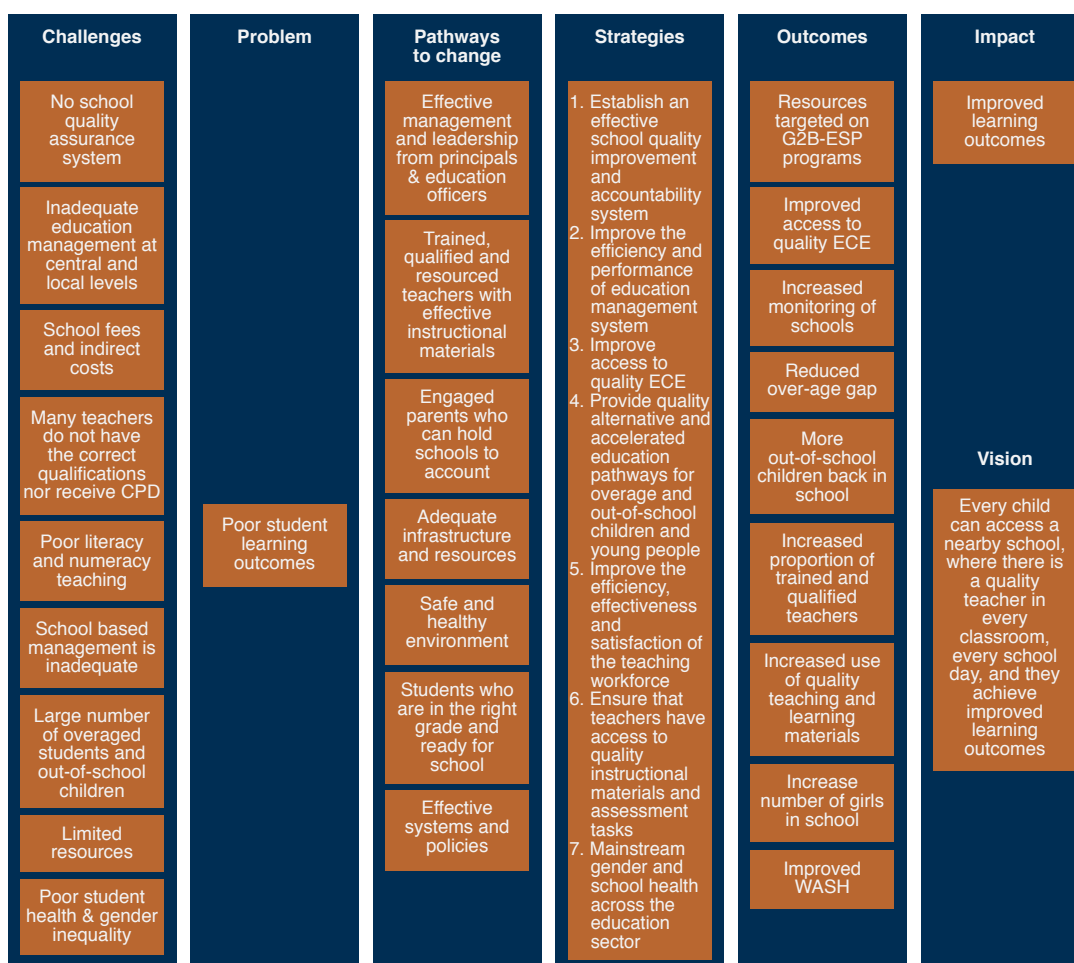 Challenges
No school
quality
assurance
system
Inadequate
education
management at
central and
local levels
School fees
and indirect
costs
Many teachers
do not have
the correct
qualifications
nor receive CPD
Poor literacy
and numeracy
teaching
School based
management is
inadequate
Large number
of overaged
students and
out-of-school
children
Limited
resources
Poor student
health & gender
inequality
Problem
Poor student
learning
outcomes
Pathways
to change
Effective
management
and leadership
from principals
& education
officers
Trained,
qualified and
resourced
teachers with
effective
instructional
materials
Engaged
parents who
can hold
schools to
account
Adequate
infrastructure
and resources
Safe and
healthy
environment
Students who
are in the right
grade and
ready for
school
Effective
systems and
policies
Strategies
1. Establish an
effective
school quality
improvement
and
accountability
system
2. Improve the
efficiency and
performance
of education
management
system
3. Improve
access to
quality ECE
4. Provide quality
alternative and
accelerated
education
pathways for
overage and
out-of-school
children and
young people
5. Improve the
efficiency,
effectiveness
and
satisfaction of
the teaching
workforce
6. Ensure that
teachers have
access to
quality
instructional
materials and
assessment
tasks
7. Mainstream
gender and
school health
across the
education
sector
Outcomes
Resources
targeted on
G2B-ESP
programs
Improved
access to
quality ECE
Increased
monitoring of
schools
Reduced
over-age gap
More
out-of-school
children back in
school
Increased
proportion of
trained and
qualified
teachers
Increased use
of quality
teaching and
learning
materials
Increase
number of girls
in school
Improved
WASH
Impact
Improved
learning
outcomes
Vision
Every child
can access a
nearby school,
where there is
a quality
teacher in
every
classroom,
every school
day, and they
achieve
improved
learning
outcomes